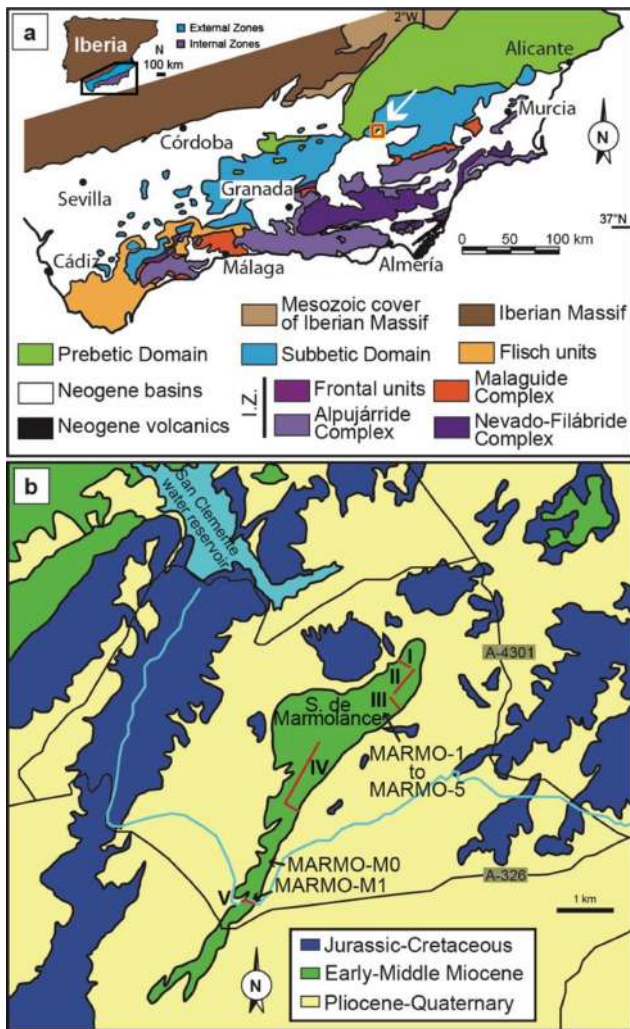 a
Iberia
External Zones
Internal Zones
N
100 km
2°W
Alicante
Murcia
Córdoba
N
Sevilla
Granada
37°N
Cádiz
Málaga
Almería
0 50 100 km
Mesozoic cover
of Iberian Massif
Iberian Massif
Prebetic Domain
Subbetic Domain
Flisch units
Neogene basins
I.Z.
Frontal units
Malaguide
Complex
Neogene volcanics
Alpujárride
Complex
Nevado-Filábride
Complex
b
San Clemente
water reservoir
I
A-4301
II
III
S. de
Marmolance
MARMO-1
to
MARMO-5
IV
MARMO-M0
MARMO-M1
V
A-326
1 km
N
Jurassic-Cretaceous
Early-Middle Miocene
Pliocene-Quaternary